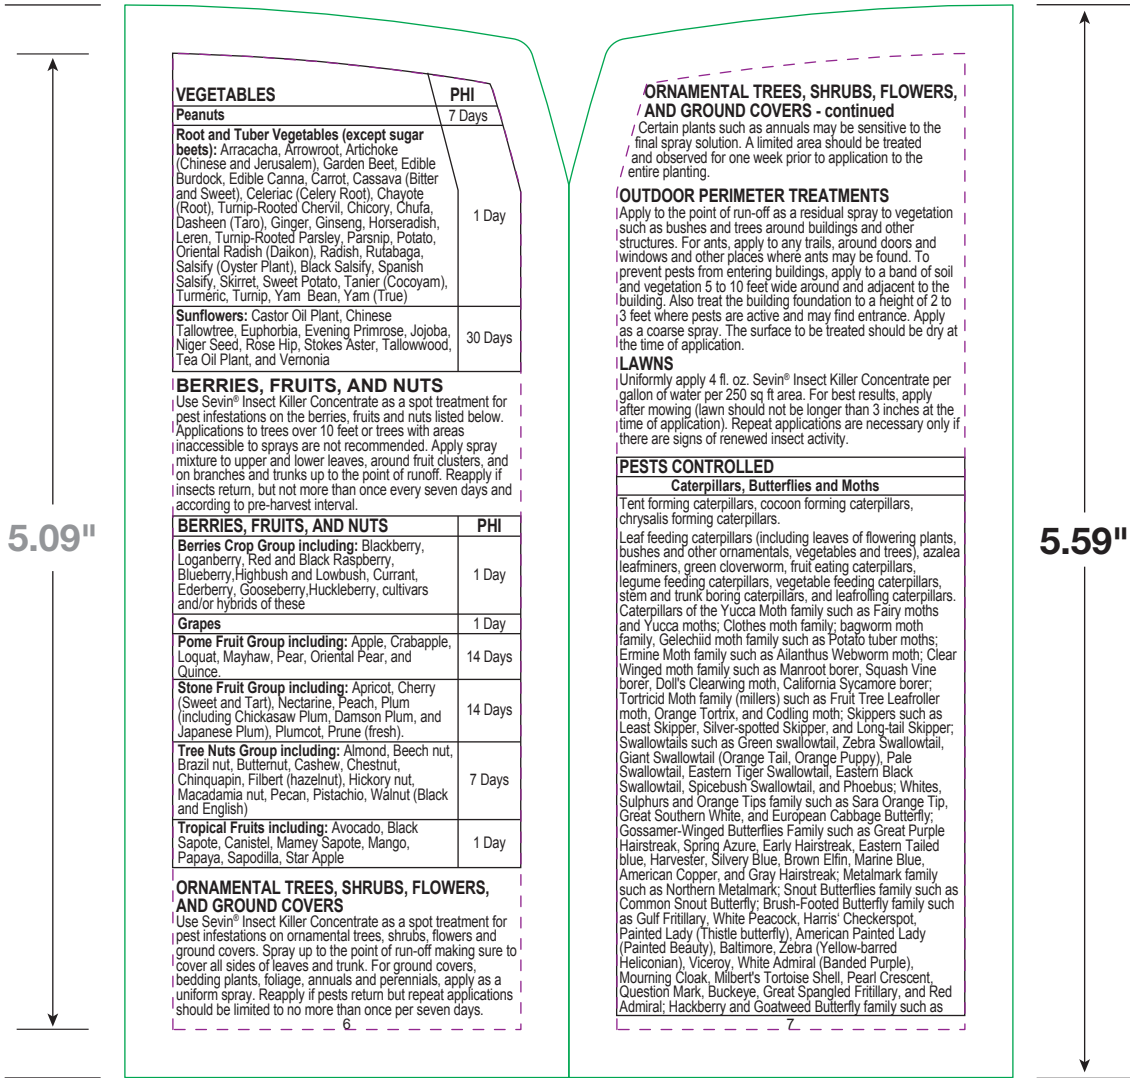 5.09"
VEGETABLES PHI
Peanuts 7 Days
Root and Tuber Vegetables (except sugar
beets): Arracacha, Arrowroot, Artichoke
(Chinese and Jerusalem), Garden Beet, Edible
Burdock, Edible Canna, Carrot, Cassava (Bitter
and Sweet), Celeriac (Celery Root), Chayote
(Root), Turnip-Rooted Chervil, Chicory, Chufa,
Dasheen (Taro), Ginger, Ginseng, Horseradish,
Leren, Turnip-Rooted Parsley, Parsnip, Potato,
Oriental Radish (Daikon), Radish, Rutabaga,
Salsify (Oyster Plant), Black Salsify, Spanish
Salsify, Skirret, Sweet Potato, Tanier (Cocoyam),
Turmeric, Turnip, Yam Bean, Yam (True)
1 Day
Sunflowers: Castor Oil Plant, Chinese
Tallowtree, Euphorbia, Evening Primrose, Jojoba,
Niger Seed, Rose Hip, Stokes Aster, Tallowwood,
Tea Oil Plant, and Vernonia
30 Days
BERRIES, FRUITS, AND NUTS
Use Sevin® Insect Killer Concentrate as a spot treatment for
pest infestations on the berries, fruits and nuts listed below.
Applications to trees over 10 feet or trees with areas
inaccessible to sprays are not recommended. Apply spray
mixture to upper and lower leaves, around fruit clusters, and
on branches and trunks up to the point of runoff. Reapply if
insects return, but not more than once every seven days and
according to pre-harvest interval.
BERRIES, FRUITS, AND NUTS PHI
Berries Crop Group including: Blackberry,
Loganberry, Red and Black Raspberry,
Blueberry,Highbush and Lowbush, Currant,
Ederberry, Gooseberry,Huckleberry, cultivars
and/or hybrids of these
1 Day
Grapes 1 Day
Pome Fruit Group including: Apple, Crabapple,
Loquat, Mayhaw, Pear, Oriental Pear, and
Quince.
14 Days
Stone Fruit Group including: Apricot, Cherry
(Sweet and Tart), Nectarine, Peach, Plum
(including Chickasaw Plum, Damson Plum, and
Japanese Plum), Plumcot, Prune (fresh).
14 Days
Tree Nuts Group including: Almond, Beech nut,
Brazil nut, Butternut, Cashew, Chestnut,
Chinquapin, Filbert (hazelnut), Hickory nut,
Macadamia nut, Pecan, Pistachio, Walnut (Black
and English)
7 Days
Tropical Fruits including: Avocado, Black
Sapote, Canistel, Mamey Sapote, Mango,
Papaya, Sapodilla, Star Apple
1 Day
ORNAMENTAL TREES, SHRUBS, FLOWERS,
AND GROUND COVERS
Use Sevin® Insect Killer Concentrate as a spot treatment for
pest infestations on ornamental trees, shrubs, flowers and
ground covers. Spray up to the point of run-off making sure to
cover all sides of leaves and trunk. For ground covers,
bedding plants, foliage, annuals and perennials, apply as a
uniform spray. Reapply if pests return but repeat applications
should be limited to no more than once per seven days.
6
ORNAMENTAL TREES, SHRUBS, FLOWERS,
AND GROUND COVERS - continued
Certain plants such as annuals may be sensitive to the
final spray solution. A limited area should be treated
and observed for one week prior to application to the
entire planting.
OUTDOOR PERIMETER TREATMENTS
Apply to the point of run-off as a residual spray to vegetation
such as bushes and trees around buildings and other
structures. For ants, apply to any trails, around doors and
windows and other places where ants may be found. To
prevent pests from entering buildings, apply to a band of soil
and vegetation 5 to 10 feet wide around and adjacent to the
building. Also treat the building foundation to a height of 2 to
3 feet where pests are active and may find entrance. Apply
as a coarse spray. The surface to be treated should be dry at
the time of application.
LAWNS
Uniformly apply 4 fl. oz. Sevin® Insect Killer Concentrate per
gallon of water per 250 sq ft area. For best results, apply
after mowing (lawn should not be longer than 3 inches at the
time of application). Repeat applications are necessary only if
there are signs of renewed insect activity.
PESTS CONTROLLED
Caterpillars, Butterflies and Moths
Tent forming caterpillars, cocoon forming caterpillars,
chrysalis forming caterpillars.
Leaf feeding caterpillars (including leaves of flowering plants,
bushes and other ornamentals, vegetables and trees), azalea
leafminers, green cloverworm, fruit eating caterpillars,
legume feeding caterpillars, vegetable feeding caterpillars,
stem and trunk boring caterpillars, and leafrolling caterpillars.
Caterpillars of the Yucca Moth family such as Fairy moths
and Yucca moths; Clothes moth family; bagworm moth
family, Gelechiid moth family such as Potato tuber moths;
Ermine Moth family such as Ailanthus Webworm moth; Clear
Winged moth family such as Manroot borer, Squash Vine
borer, Doll's Clearwing moth, California Sycamore borer;
Tortricid Moth family (millers) such as Fruit Tree Leafroller
moth, Orange Tortrix, and Codling moth; Skippers such as
Least Skipper, Silver-spotted Skipper, and Long-tail Skipper;
Swallowtails such as Green swallowtail, Zebra Swallowtail,
Giant Swallowtail (Orange Tail, Orange Puppy), Pale
Swallowtail, Eastern Tiger Swallowtail, Eastern Black
Swallowtail, Spicebush Swallowtail, and Phoebus; Whites,
Sulphurs and Orange Tips family such as Sara Orange Tip,
Great Southern White, and European Cabbage Butterfly;
Gossamer-Winged Butterflies Family such as Great Purple
Hairstreak, Spring Azure, Early Hairstreak, Eastern Tailed
blue, Harvester, Silvery Blue, Brown Elfin, Marine Blue,
American Copper, and Gray Hairstreak; Metalmark family
such as Northern Metalmark; Snout Butterflies family such as
Common Snout Butterfly; Brush-Footed Butterfly family such
as Gulf Fritillary, White Peacock, Harris‘ Checkerspot,
Painted Lady (Thistle butterfly), American Painted Lady
(Painted Beauty), Baltimore, Zebra (Yellow-barred
Heliconian), Viceroy, White Admiral (Banded Purple),
Mourning Cloak, Milbert's Tortoise Shell, Pearl Crescent,
Question Mark, Buckeye, Great Spangled Fritillary, and Red
Admiral; Hackberry and Goatweed Butterfly family such as
7
5.59"